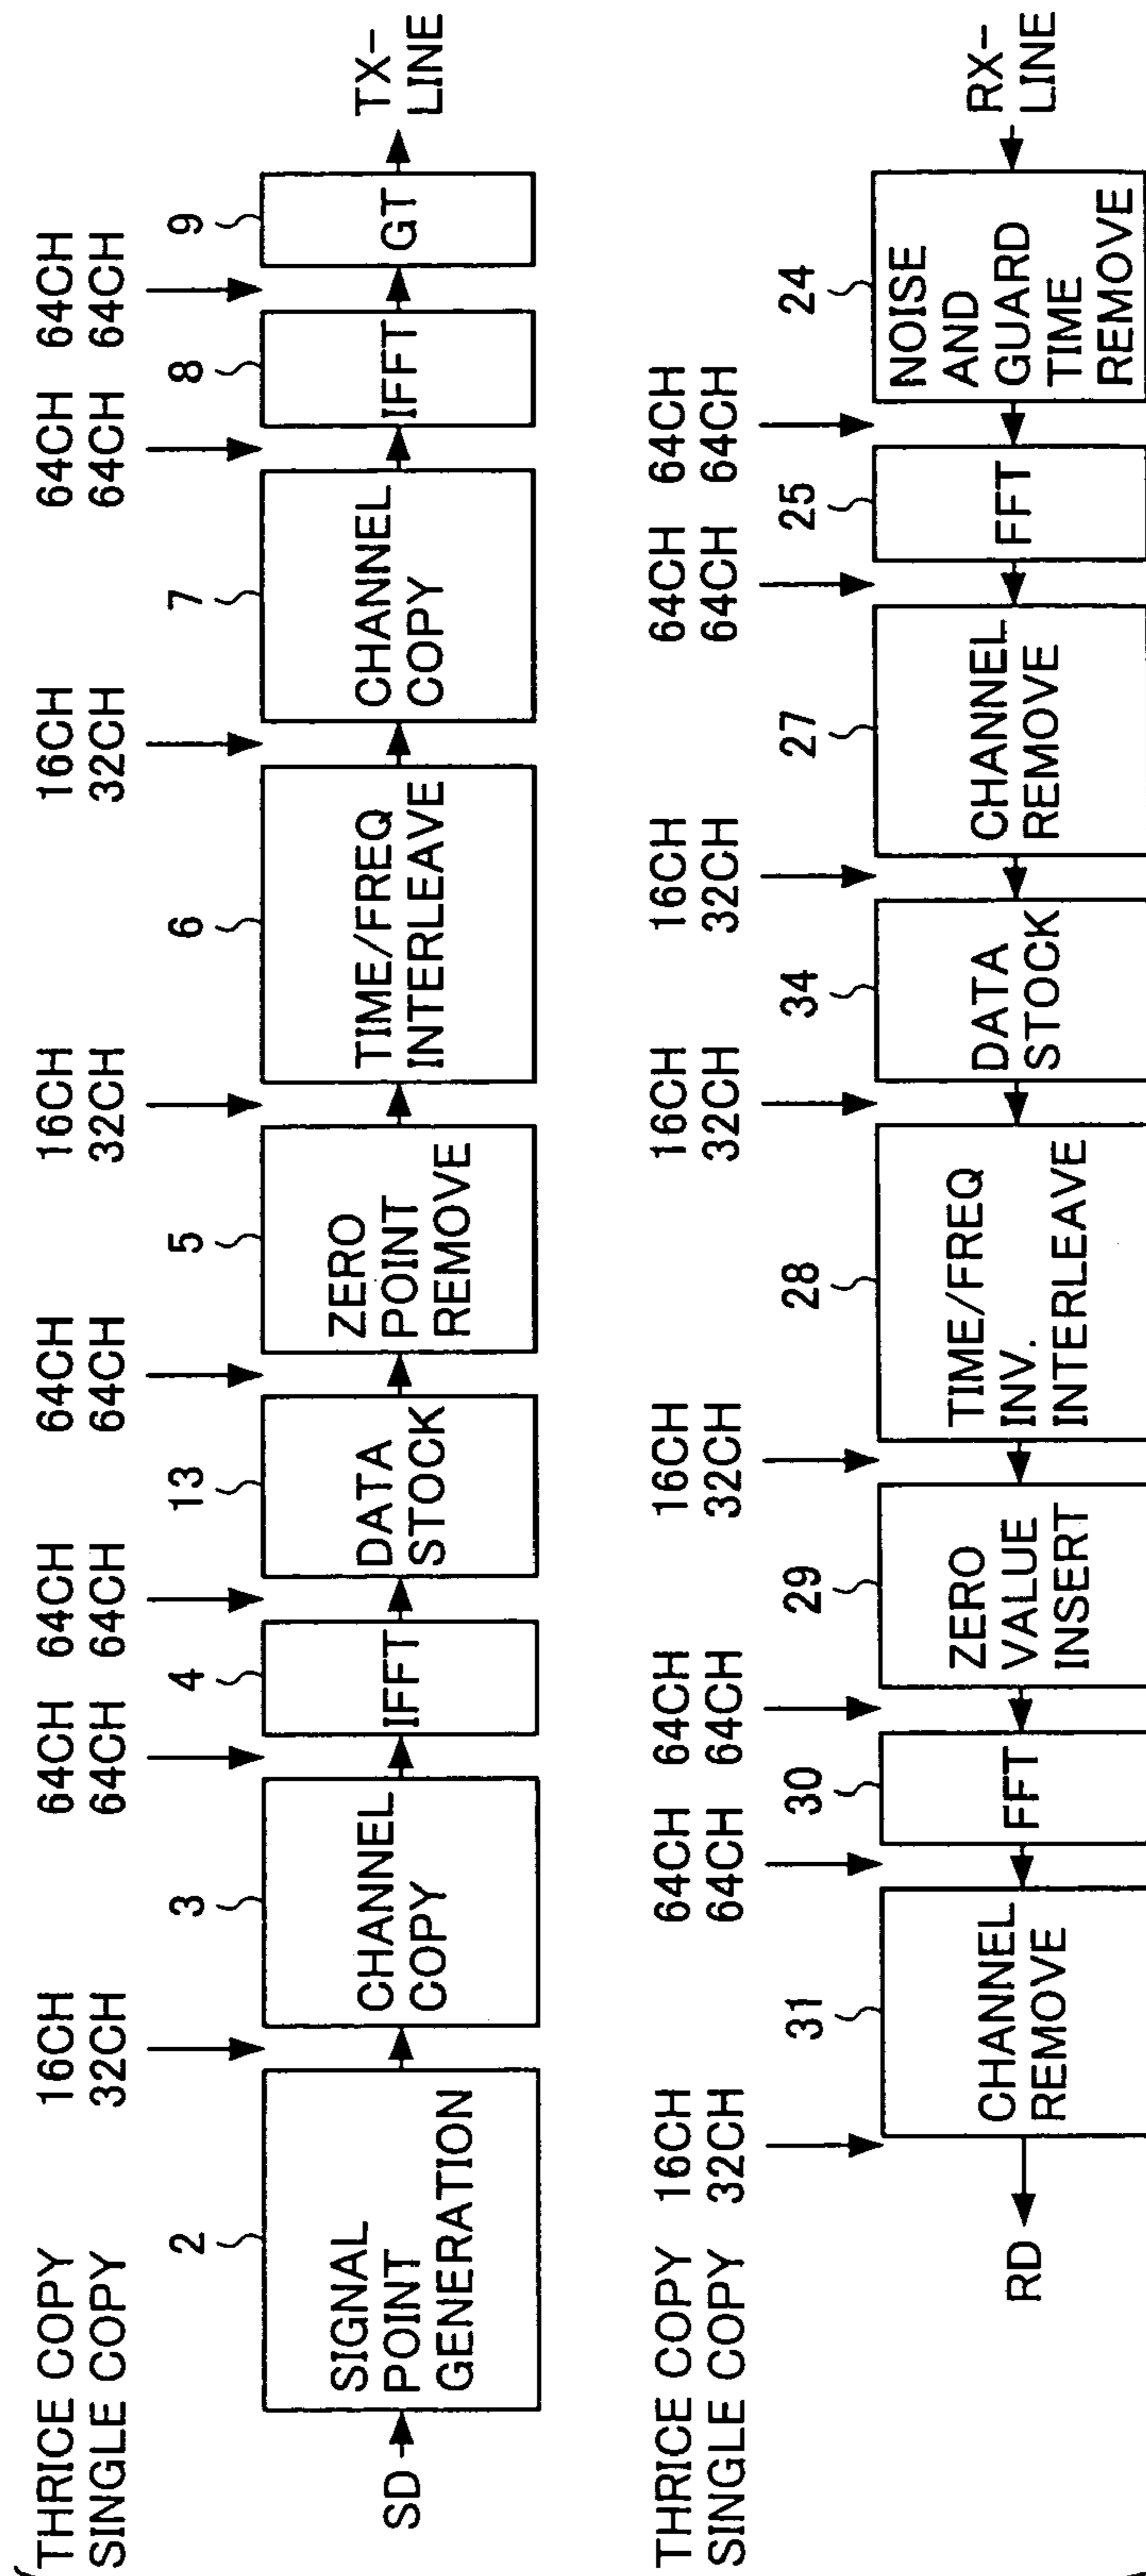 THRICE COPY 16CH 64CH 64CH 64CH 16CH 16CH 64CH 64CH
SINGLE COPY 32CH 64CH 64CH 64CH 32CH 32CH 64CH 64CH
2 3 4 13 5 6 7 8 9
SD
SIGNAL
POINT
GENERATION
CHANNEL
COPY
IFFT
DATA
STOCK
ZERO
POINT
REMOVE
TIME/FREQ
INTERLEAVE
CHANNEL
COPY
IFFT
GT
TX-
LINE
THRICE COPY 16CH 64CH 64CH 16CH 16CH 16CH 64CH 64CH
SINGLE COPY 32CH 64CH 64CH 32CH 32CH 32CH 64CH 64CH
31 30 29 28 34 27 25 24
RD
CHANNEL
REMOVE
FFT
ZERO
VALUE
INSERT
TIME/FREQ
INV.
INTERLEAVE
DATA
STOCK
CHANNEL
REMOVE
FFT
NOISE
AND
GUARD
TIME
REMOVE
RX-
LINE